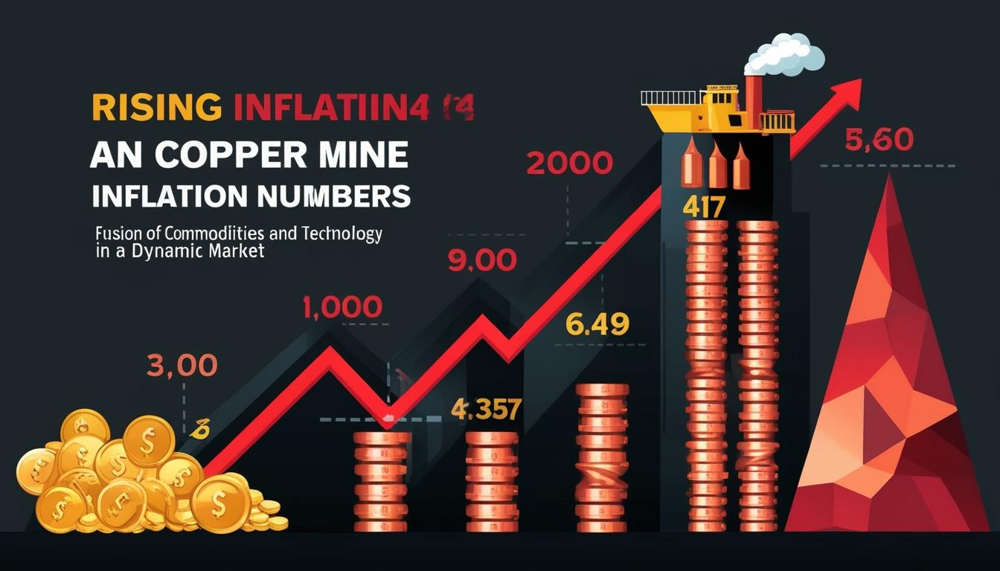 RISING INFLATIIN4
AN COPPER MINE
INFLATION NUMBERS
Fusion of Commodiities and Technology
in a Dynamic Market
5,60
2000
417
9,00
1,000
6.49
3,00
4.357